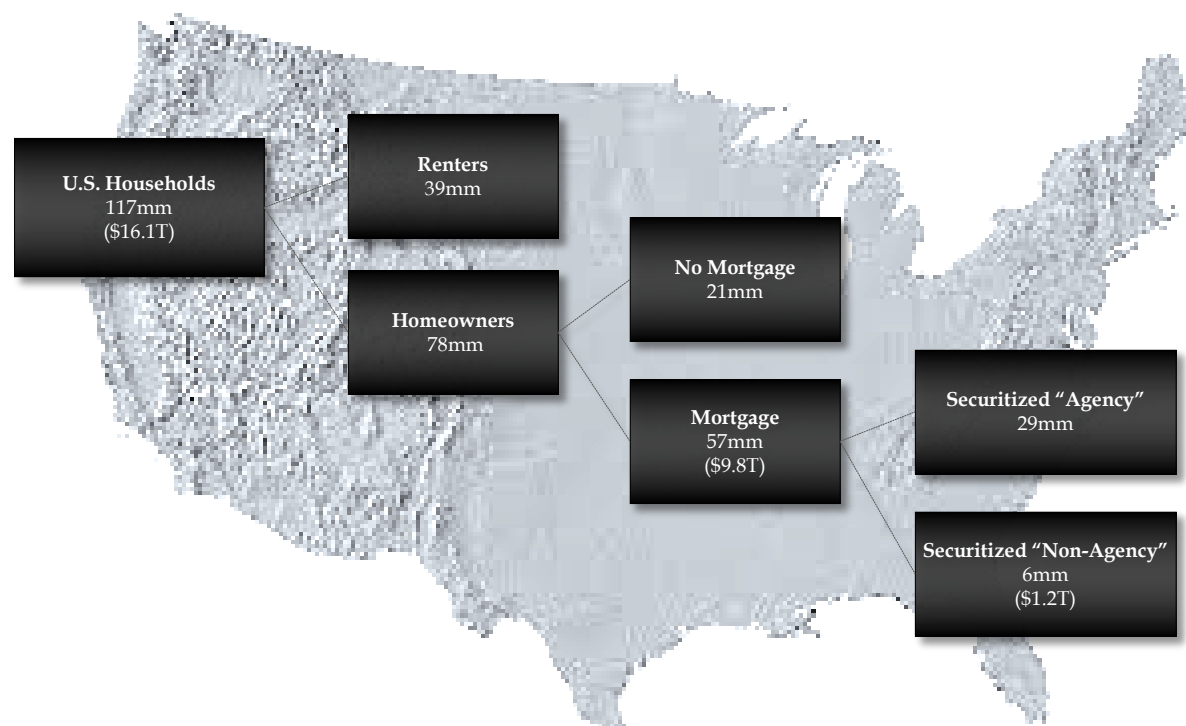 U.S. Households
117mm
($16.1T)
Renters
39mm
Homeowners
78mm
No Mortgage
21mm
Mortgage
57mm
($9.8T)
Securitized “Agency”
29mm
Securitized “Non-Agency”
6mm
($1.2T)